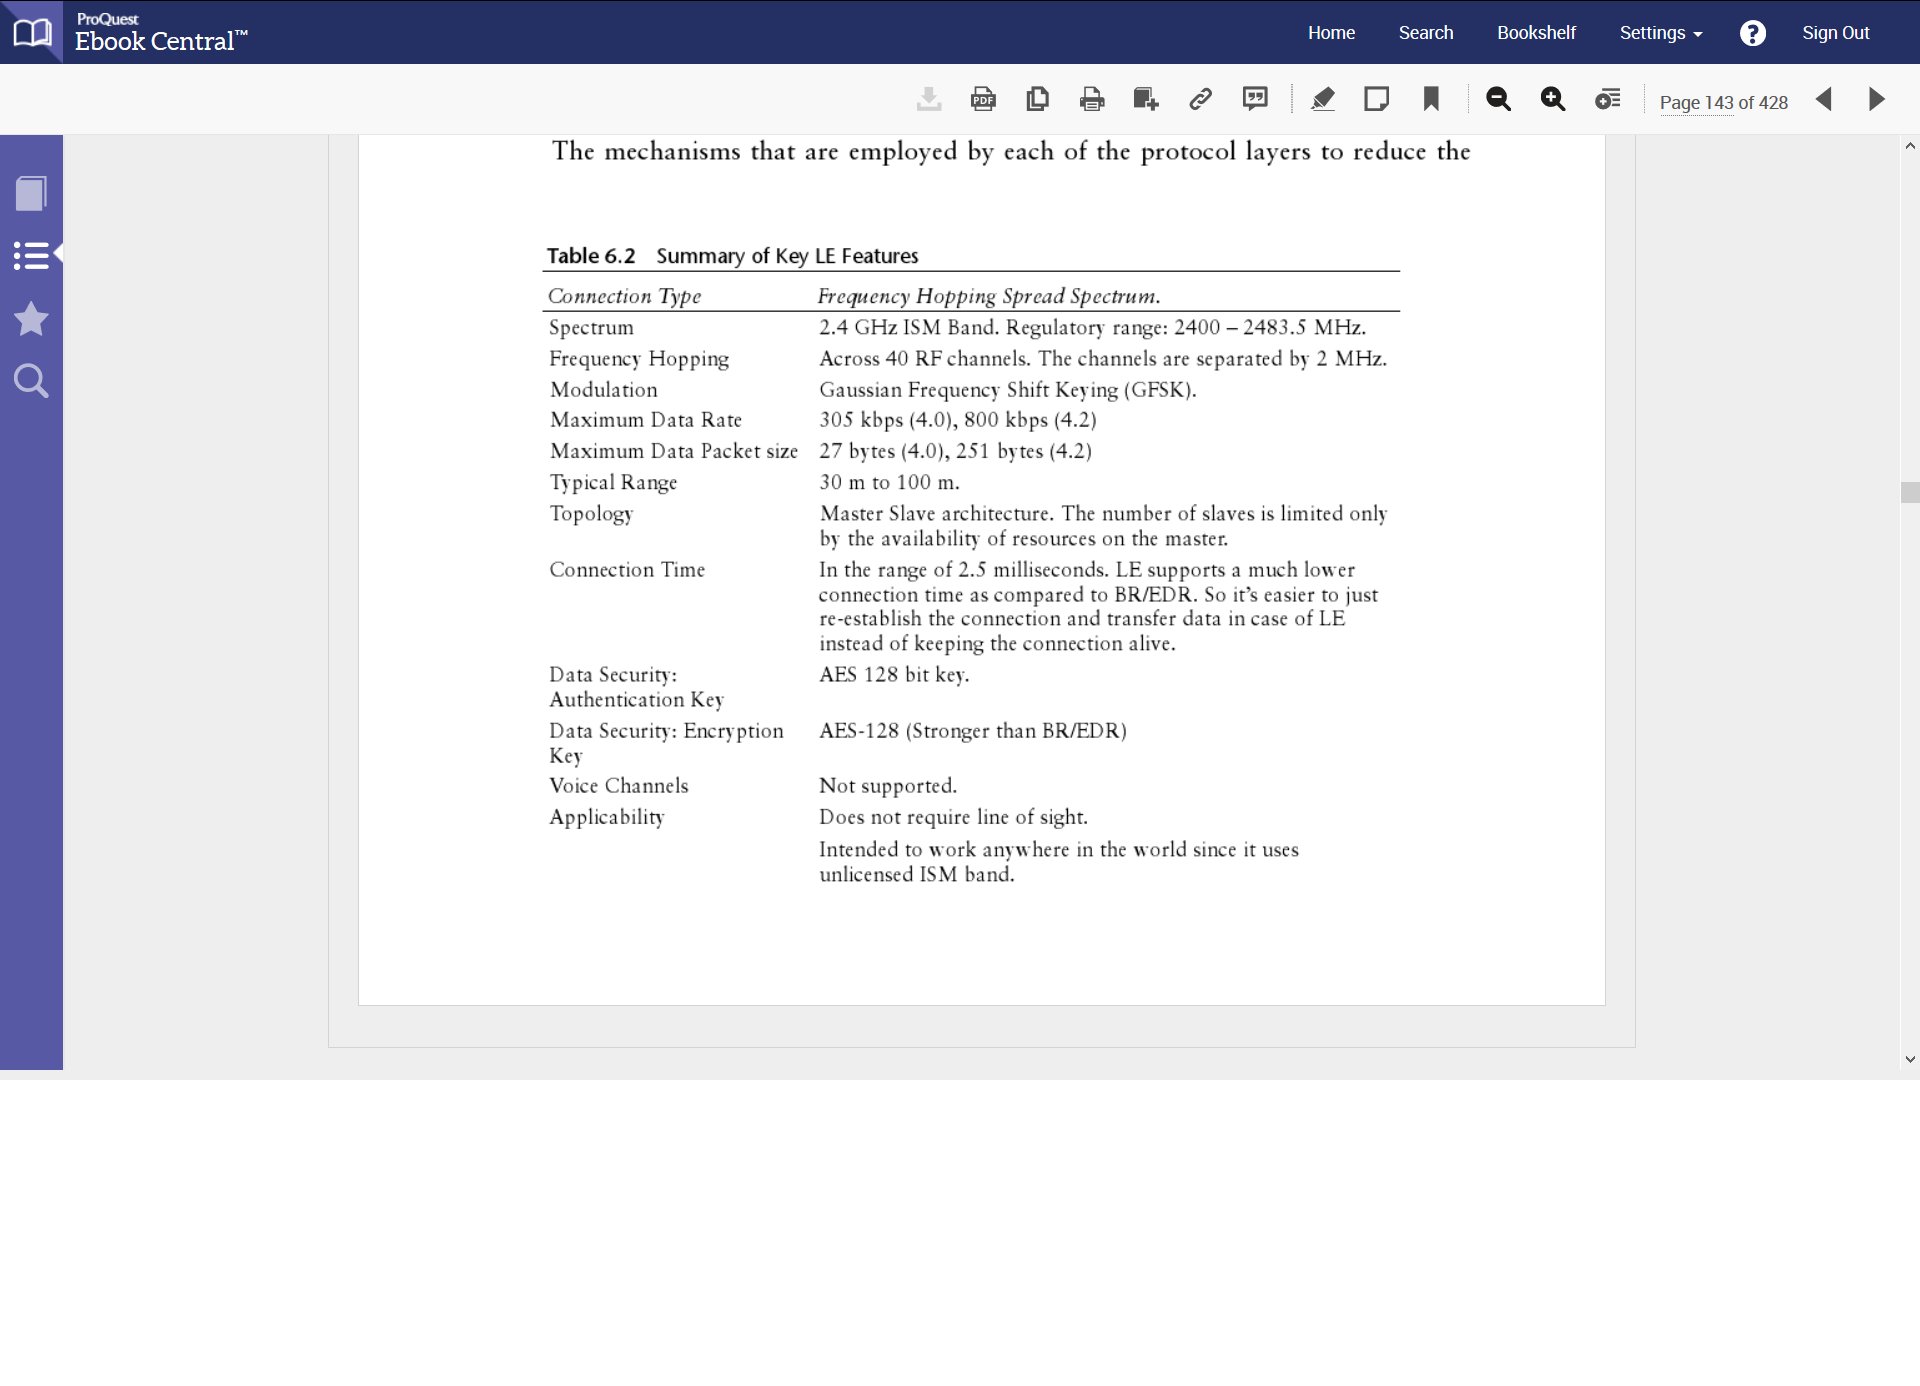 ProQuest
Ebook Central™
Home Search Bookshelf Settings ? Sign Out
PDF
Page 143 of 428
The mechanisms that are employed by each of the protocol layers to reduce the
Table 6.2 Summary of Key LE Features
Connection Type Frequency Hopping Spread Spectrum.
Spectrum 2.4 GHz ISM Band. Regulatory range: 2400 – 2483.5 MHz.
Frequency Hopping Across 40 RF channels. The channels are separated by 2 MHz.
Modulation Gaussian Frequency Shift Keying (GFSK).
Maximum Data Rate 305 kbps (4.0), 800 kbps (4.2)
Maximum Data Packet size 27 bytes (4.0), 251 bytes (4.2)
Typical Range 30 m to 100 m.
Topology Master Slave architecture. The number of slaves is limited only
by the availability of resources on the master.
Connection Time In the range of 2.5 milliseconds. LE supports a much lower
connection time as compared to BR/EDR. So it's easier to just
re-establish the connection and transfer data in case of LE
instead of keeping the connection alive.
Data Security: AES 128 bit key.
Authentication Key
Data Security: Encryption AES-128 (Stronger than BR/EDR)
Key
Voice Channels Not supported.
Applicability Does not require line of sight.
Intended to work anywhere in the world since it uses
unlicensed ISM band.